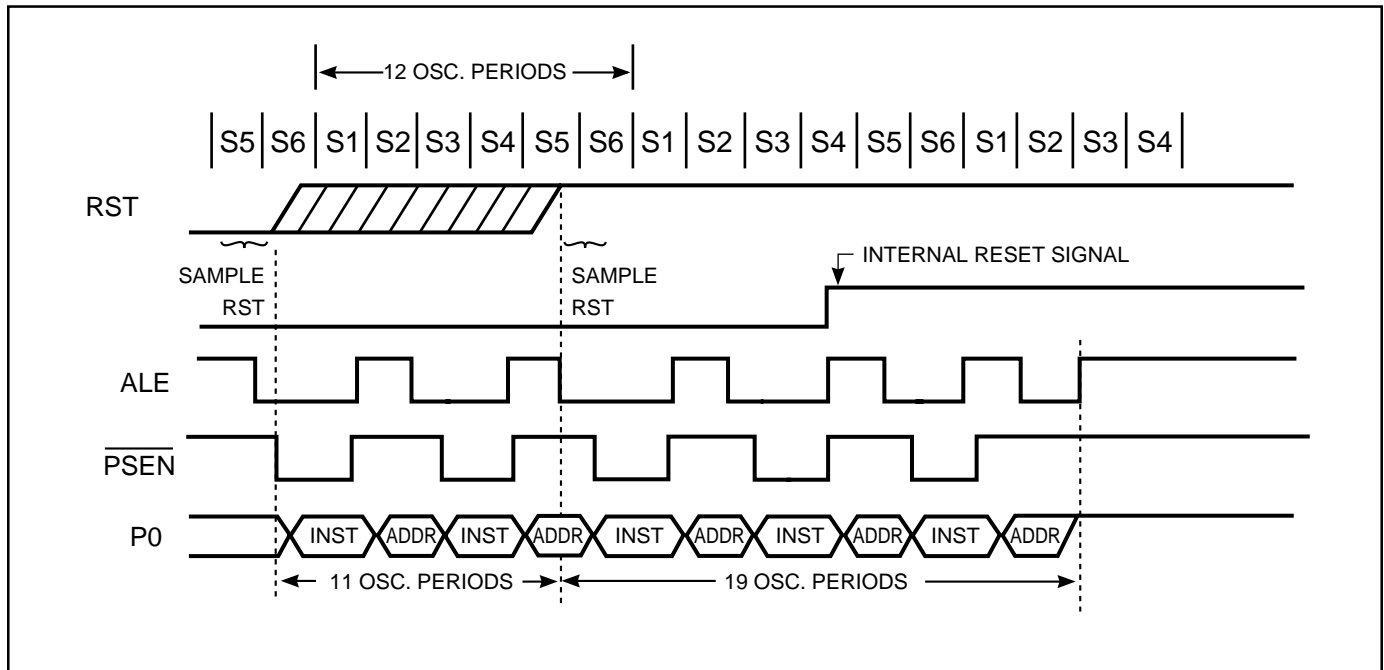 12 OSC. PERIODS
S5 S6 S1 S2 S3 S4 S5 S6 S1 S2 S3 S4 S5 S6 S1 S2 S3 S4
RST
INTERNAL RESET SIGNAL
SAMPLE
RST
SAMPLE
RST
ALE
PSEN
P0
INST ADDR INST ADDR INST ADDR INST ADDR INST ADDR
11 OSC. PERIODS
19 OSC. PERIODS